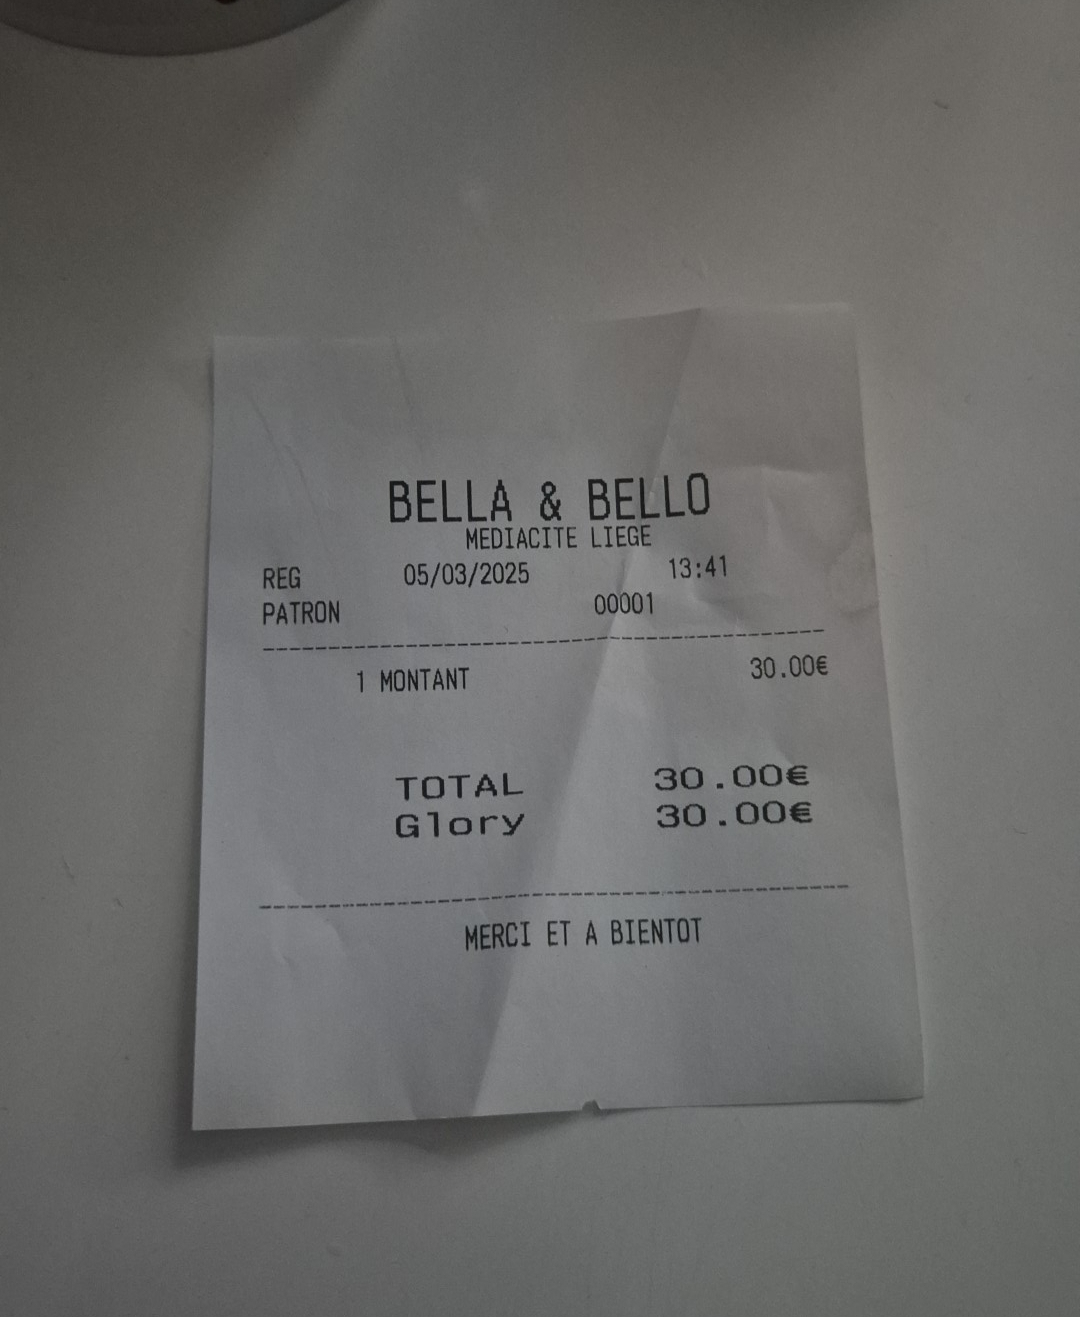 BELLA & BELLO
MEDIACITE LIEGE
REG 05/03/2025 13:41
PATRON 00001
1 MONTANT 30.00€
TOTAL 30.00€
Glory 30.00€
MERCI ET A BIENTOT